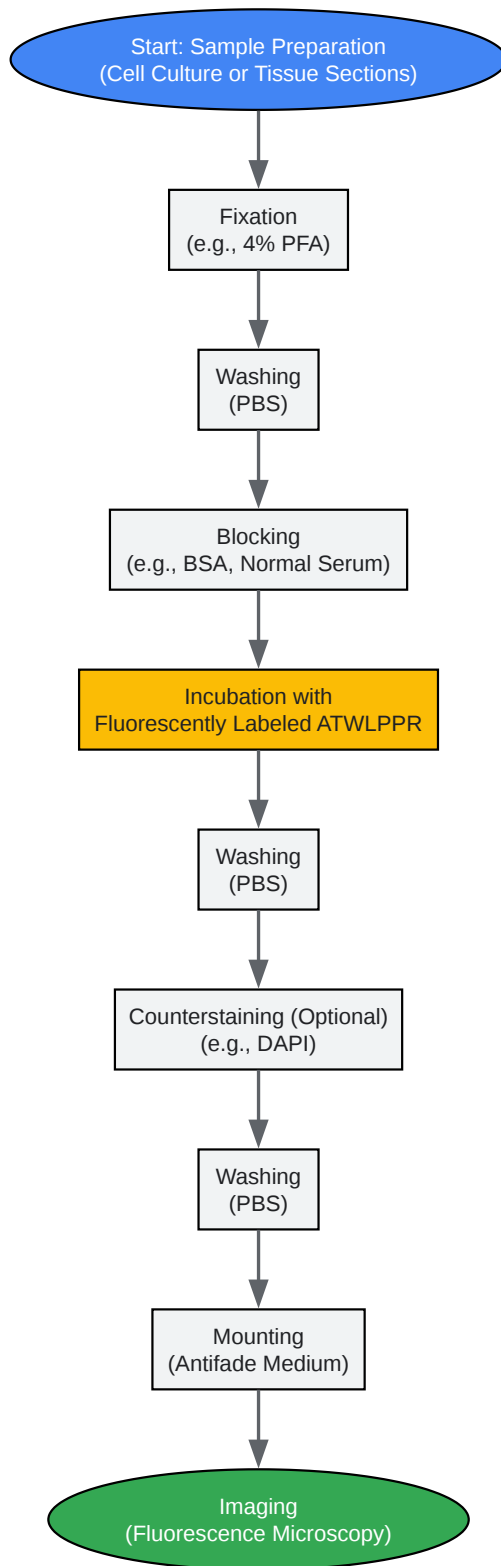 Start: Sample Preparation
(Cell Culture or Tissue Sections)
Fixation
(e.g., 4% PFA)
Washing
(PBS)
Blocking
(e.g., BSA, Normal Serum)
Incubation with
Fluorescently Labeled ATWLPPR
Washing
(PBS)
Counterstaining (Optional)
(e.g., DAPI)
Washing
(PBS)
Mounting
(Antifade Medium)
Imaging
(Fluorescence Microscopy)